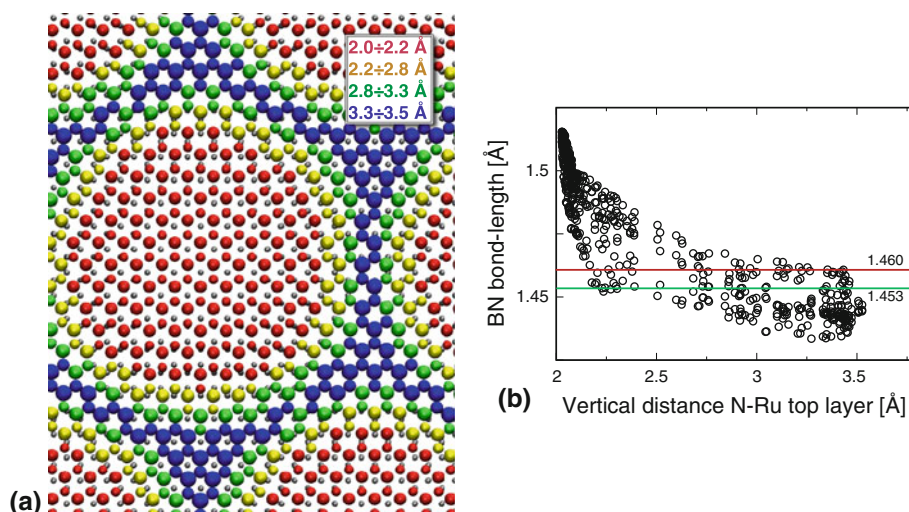 (a)
2.0÷2.2 Å
2.2÷2.8 Å
2.8÷3.3 Å
3.3÷3.5 Å
BN bond-length [Å]
1.5
1.45
1.460
1.453
2
2.5
3
3.5
(b)
Vertical distance N-Ru top layer [Å]